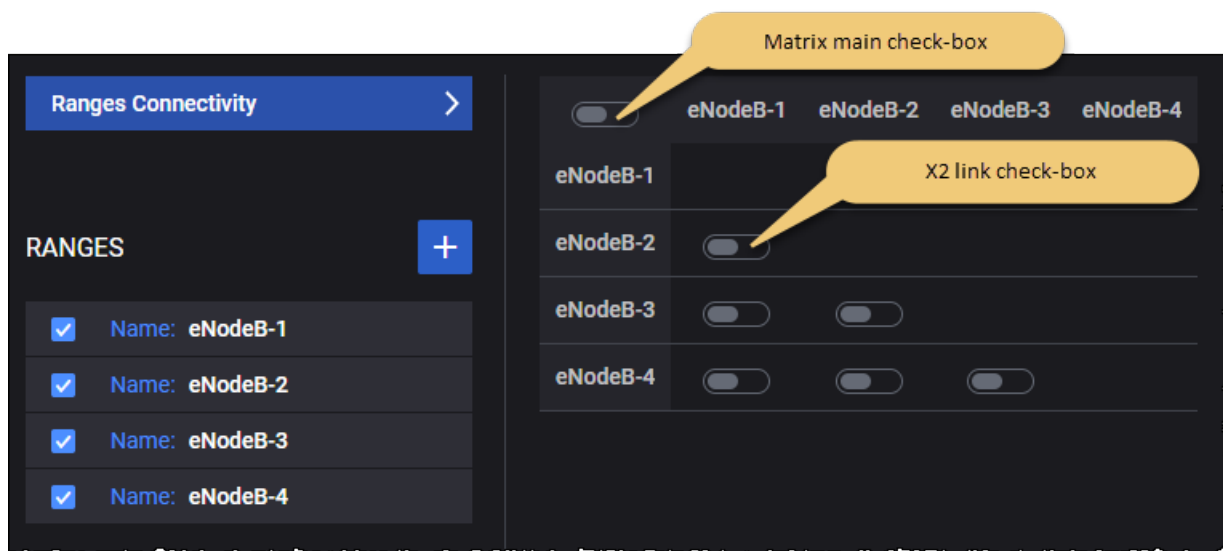 Matrix main check-box
Ranges Connectivity
eNodeB-1 eNodeB-2 eNodeB-3 eNodeB-4
eNodeB-1
X2 link check-box
RANGES
eNodeB-2
eNodeB-3
Name: eNodeB-1
eNodeB-4
Name: eNodeB-2
Name: eNodeB-3
Name: eNodeB-4